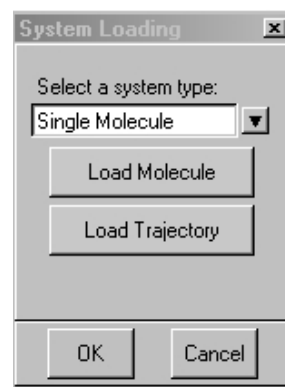 System Loading
Select a system type:
Single Molecule
Load Molecule
Load Trajectory
OK Cancel